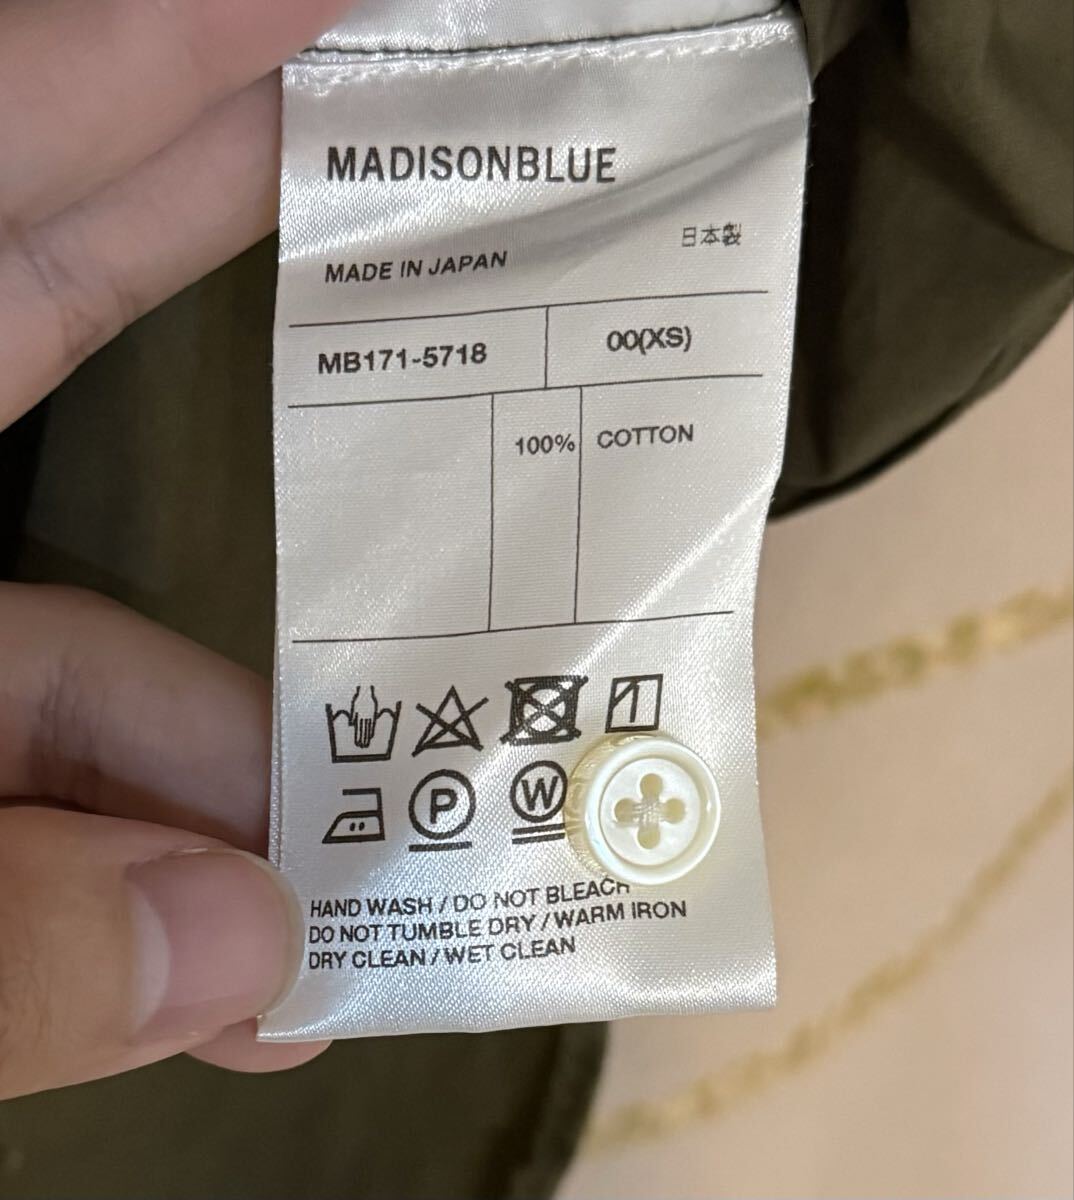 MADISONBLUE
日本製
MADE IN JAPAN
MB171-5718 00(XS)
100% COTTON
P W
HAND WASH / DO NOT BLEACH
DO NOT TUMBLE DRY / WARM IRON
DRY CLEAN / WET CLEAN